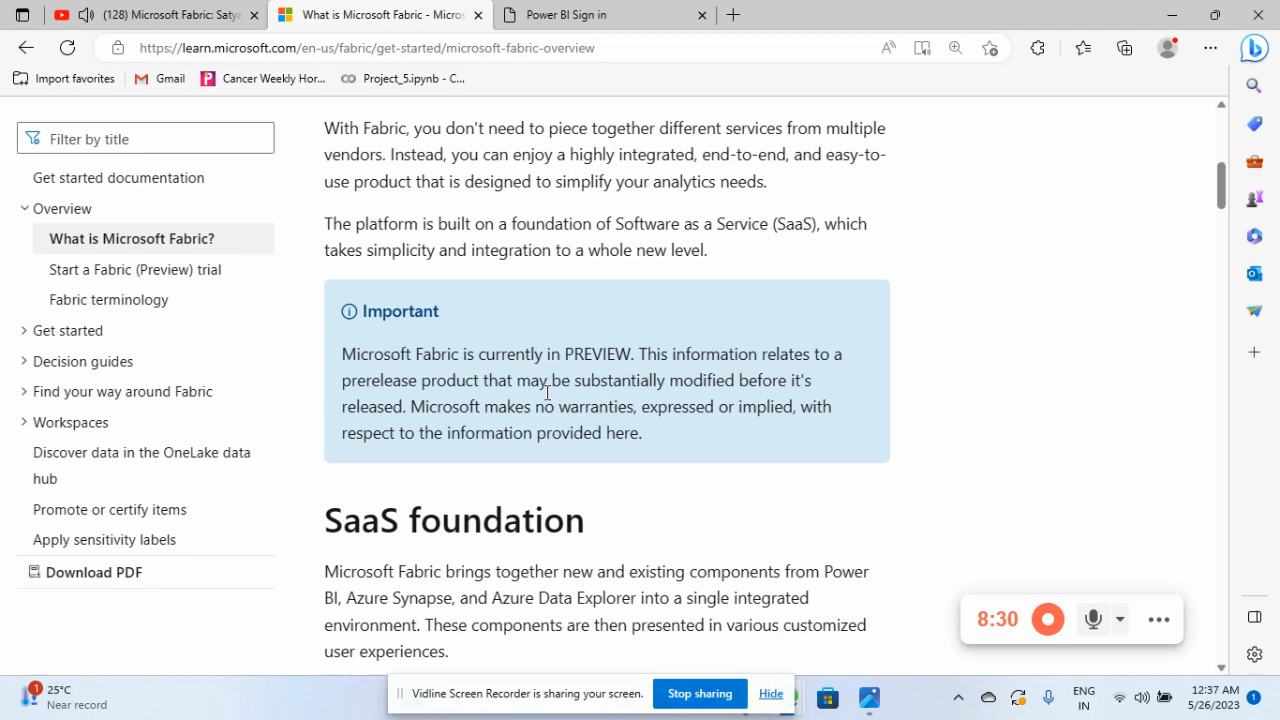 (128) Microsoft Fabric: Satya
What is Microsoft Fabric - Micros
Power BI Sign in
https://learn.microsoft.com/en-us/fabric/get-started/microsoft-fabric-overview
Import favorites
Gmail
Cancer Weekly Hor...
Project_5.ipynb - C...
Filter by title
Get started documentation
Overview
What is Microsoft Fabric?
Start a Fabric (Preview) trial
Fabric terminology
Get started
Decision guides
Find your way around Fabric
Workspaces
Discover data in the OneLake data
hub
Promote or certify items
Apply sensitivity labels
Download PDF
With Fabric, you don't need to piece together different services from multiple
vendors. Instead, you can enjoy a highly integrated, end-to-end, and easy-to-
use product that is designed to simplify your analytics needs.
The platform is built on a foundation of Software as a Service (SaaS), which
takes simplicity and integration to a whole new level.
Important
Microsoft Fabric is currently in PREVIEW. This information relates to a
prerelease product that may be substantially modified before it's
released. Microsoft makes no warranties, expressed or implied, with
respect to the information provided here.
SaaS foundation
Microsoft Fabric brings together new and existing components from Power
BI, Azure Synapse, and Azure Data Explorer into a single integrated
environment. These components are then presented in various customized
user experiences.
8:30
Vidline Screen Recorder is sharing your screen.
Stop sharing
Hide
1
25°C
Near record
ENG
IN
12:37 AM
5/26/2023
1